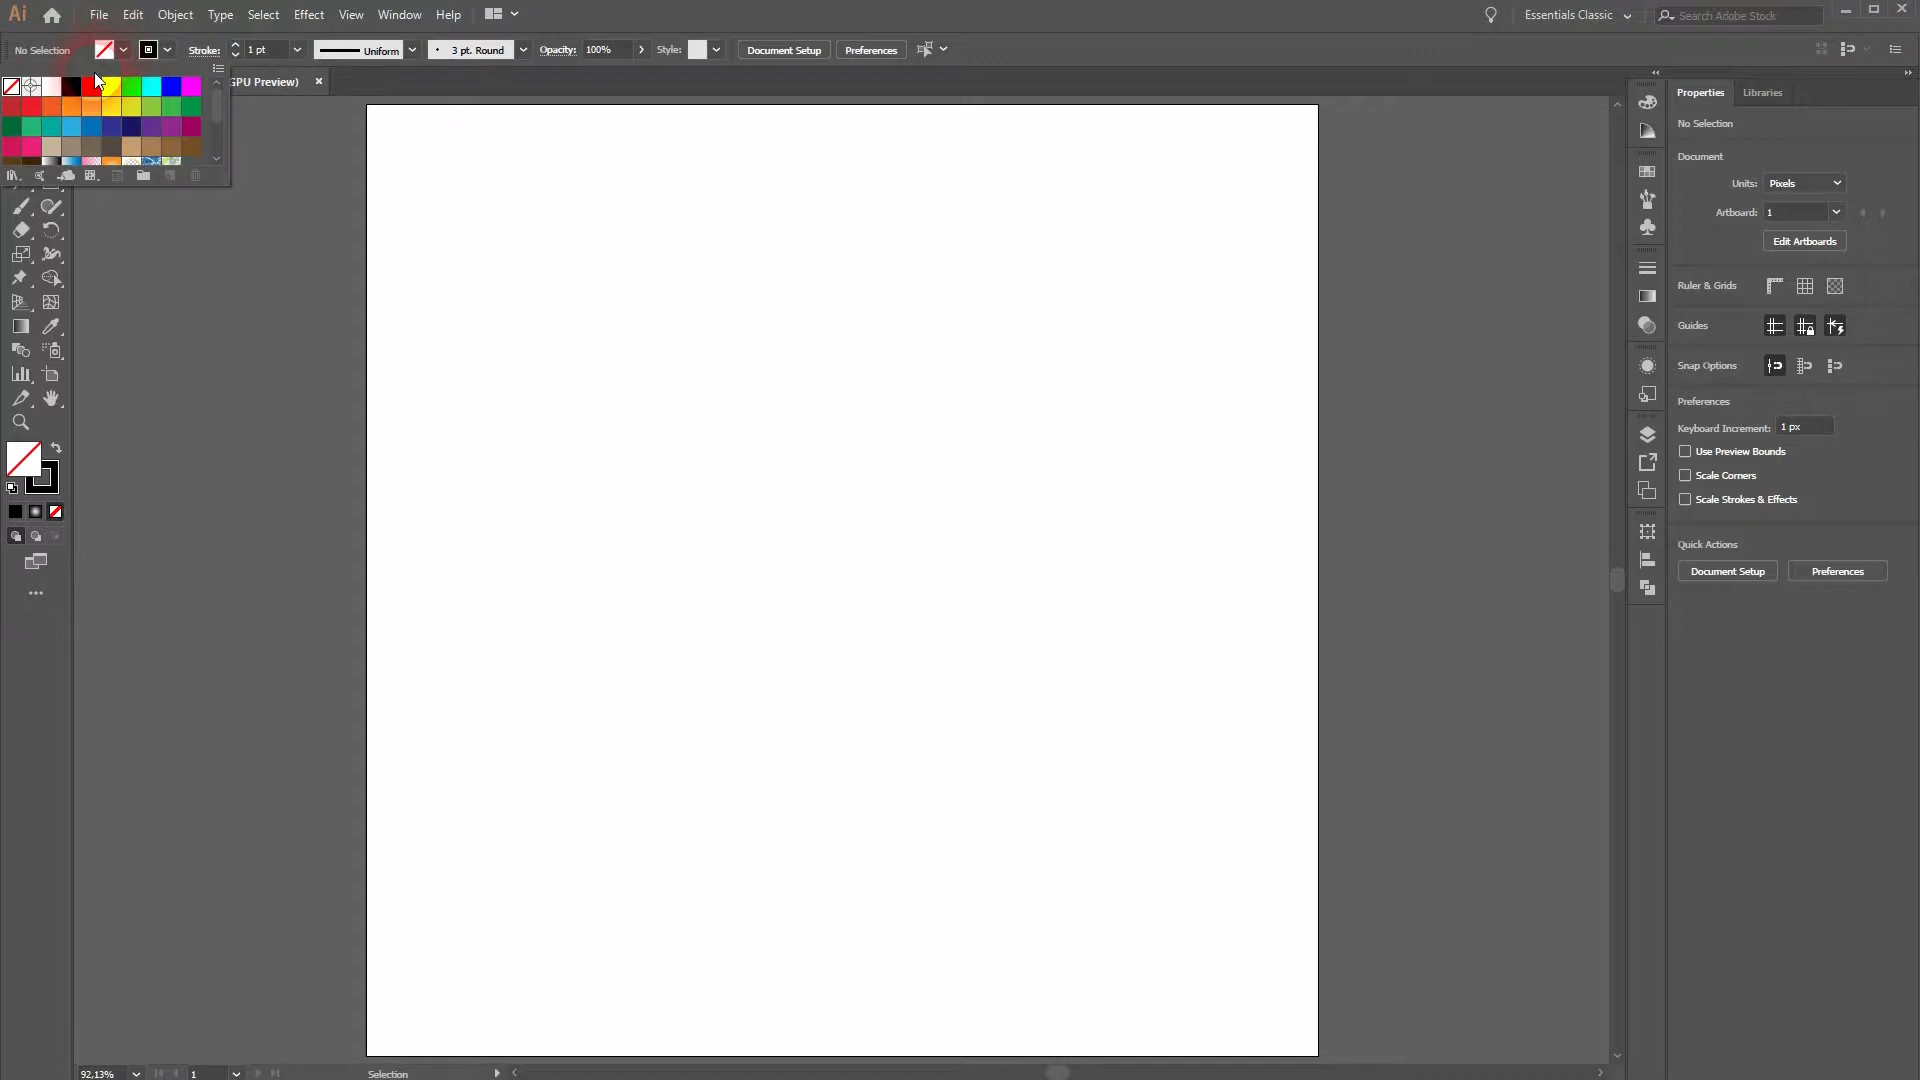 Ai File Edit Object Type Select Effect View Window Help Essentials Classic Search Adobe Stock
No Selection Stroke: 1 pt Uniform 3 pt. Round Opacity: 100% Style: Document Setup Preferences
GPU Preview)
Properties Libraries
No Selection
Document
Units: Pixels
Artboard: 1
Edit Artboards
Ruler & Grids
Guides
Snap Options
Preferences
Keyboard Increment: 1 px
Use Preview Bounds
Scale Corners
Scale Strokes & Effects
Quick Actions
Document Setup Preferences
92,13% 1 Selection